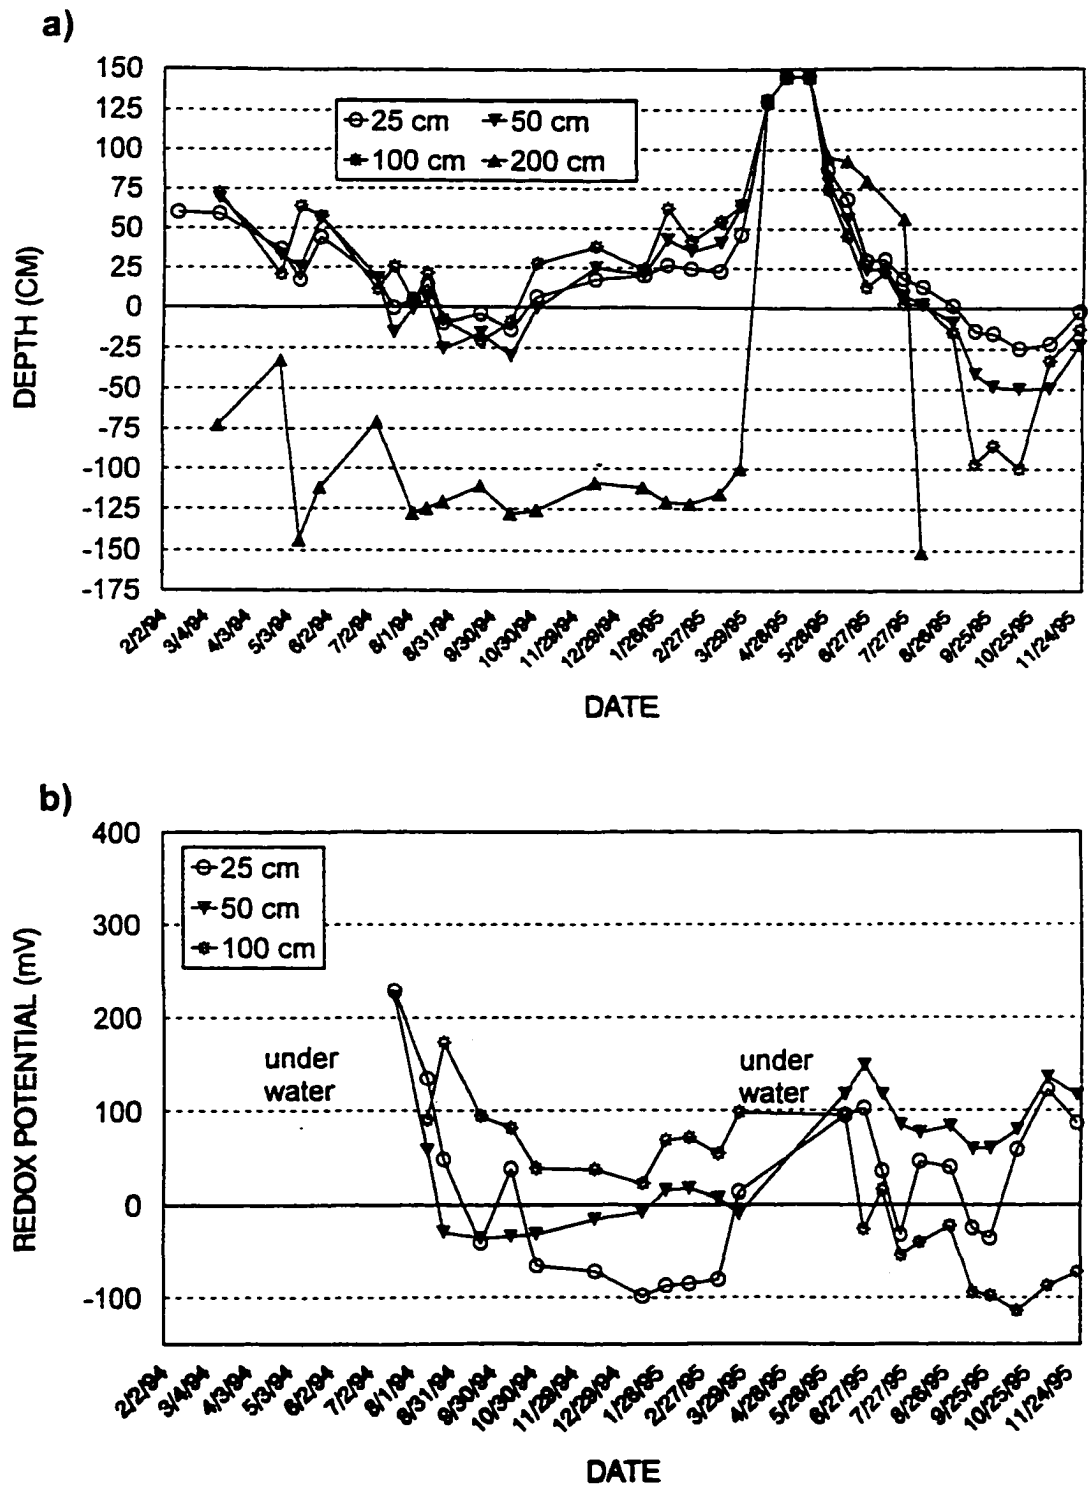 a)
150
125
100
75
50
25
0
-25
-50
-75
-100
-125
-150
-175
DEPTH (CM)
25 cm 50 cm
100 cm 200 cm
2/2/94 3/4/94 4/3/94 5/3/94 6/2/94 7/2/94 8/1/94 8/31/94 9/30/94 10/30/94 11/29/94 12/29/94 1/28/95 2/27/95 3/29/95 4/28/95 5/28/95 6/27/95 7/27/95 8/26/95 9/25/95 10/25/95 11/24/95
DATE
b)
400
300
200
100
0
-100
REDOX POTENTIAL (mV)
25 cm
50 cm
100 cm
under
water
under
water
2/2/94 3/4/94 4/3/94 5/3/94 6/2/94 7/2/94 8/1/94 8/31/94 9/30/94 10/30/94 11/29/94 12/29/94 1/28/95 2/27/95 3/29/95 4/28/95 5/28/95 6/27/95 7/27/95 8/26/95 9/25/95 10/25/95 11/24/95
DATE